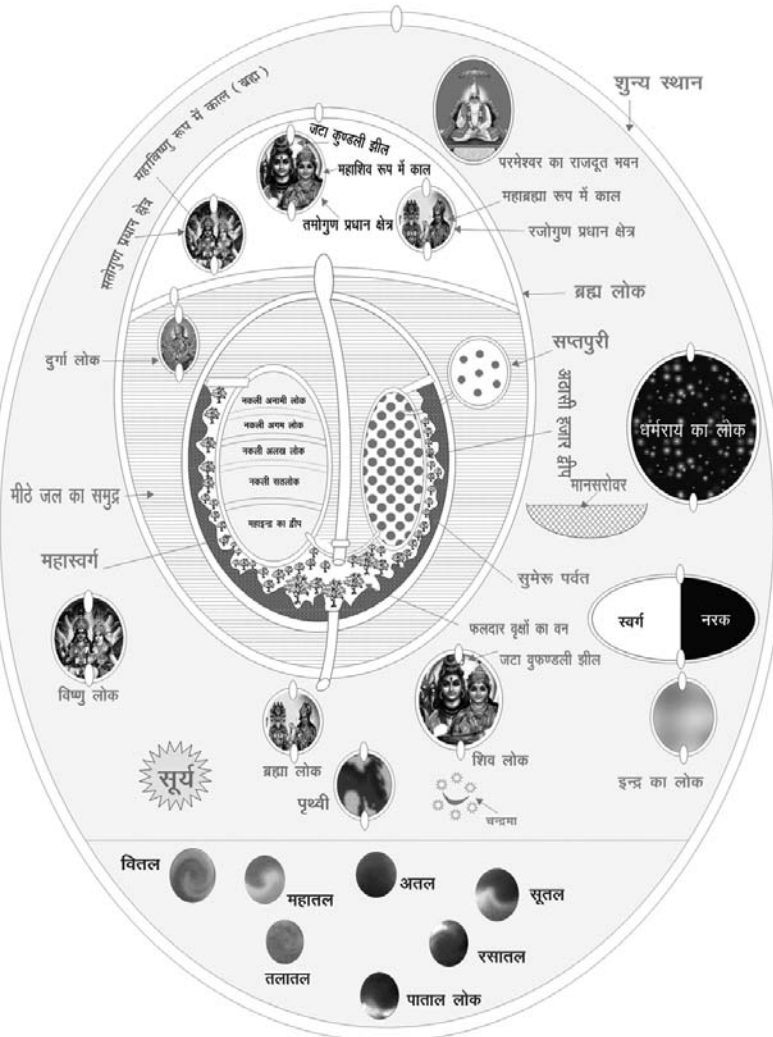 शुन्य स्थान
महाविष्णु रूप में काल (ब्रह्म)
सतोगुण प्रधान क्षेत्र
जटा कुण्डली झील
महाशिव रूप में काल
तमोगुण प्रधान क्षेत्र
परमेश्वर का राजदूत भवन
महाब्रह्मा रूप में काल
रजोगुण प्रधान क्षेत्र
ब्रह्म लोक
दुर्गा लोक
सप्तपुरी
नकली अनामी लोक
नकली अगम लोक
नकली अलख लोक
नकली सतलोक
महाइन्द्र का द्वीप
अठासी हजार द्वीप
धर्मराय का लोक
मानसरोवर
मीठे जल का समुद्र
महास्वर्ग
सुमेरू पर्वत
फलदार वृक्षों का वन
स्वर्ग
नरक
जटा युफण्डली झील
विष्णु लोक
ब्रह्मा लोक
शिव लोक
इन्द्र का लोक
सूर्य
पृथ्वी
चन्द्रमा
वितल
महातल
अतल
सूतल
तलातल
रसातल
पाताल लोक